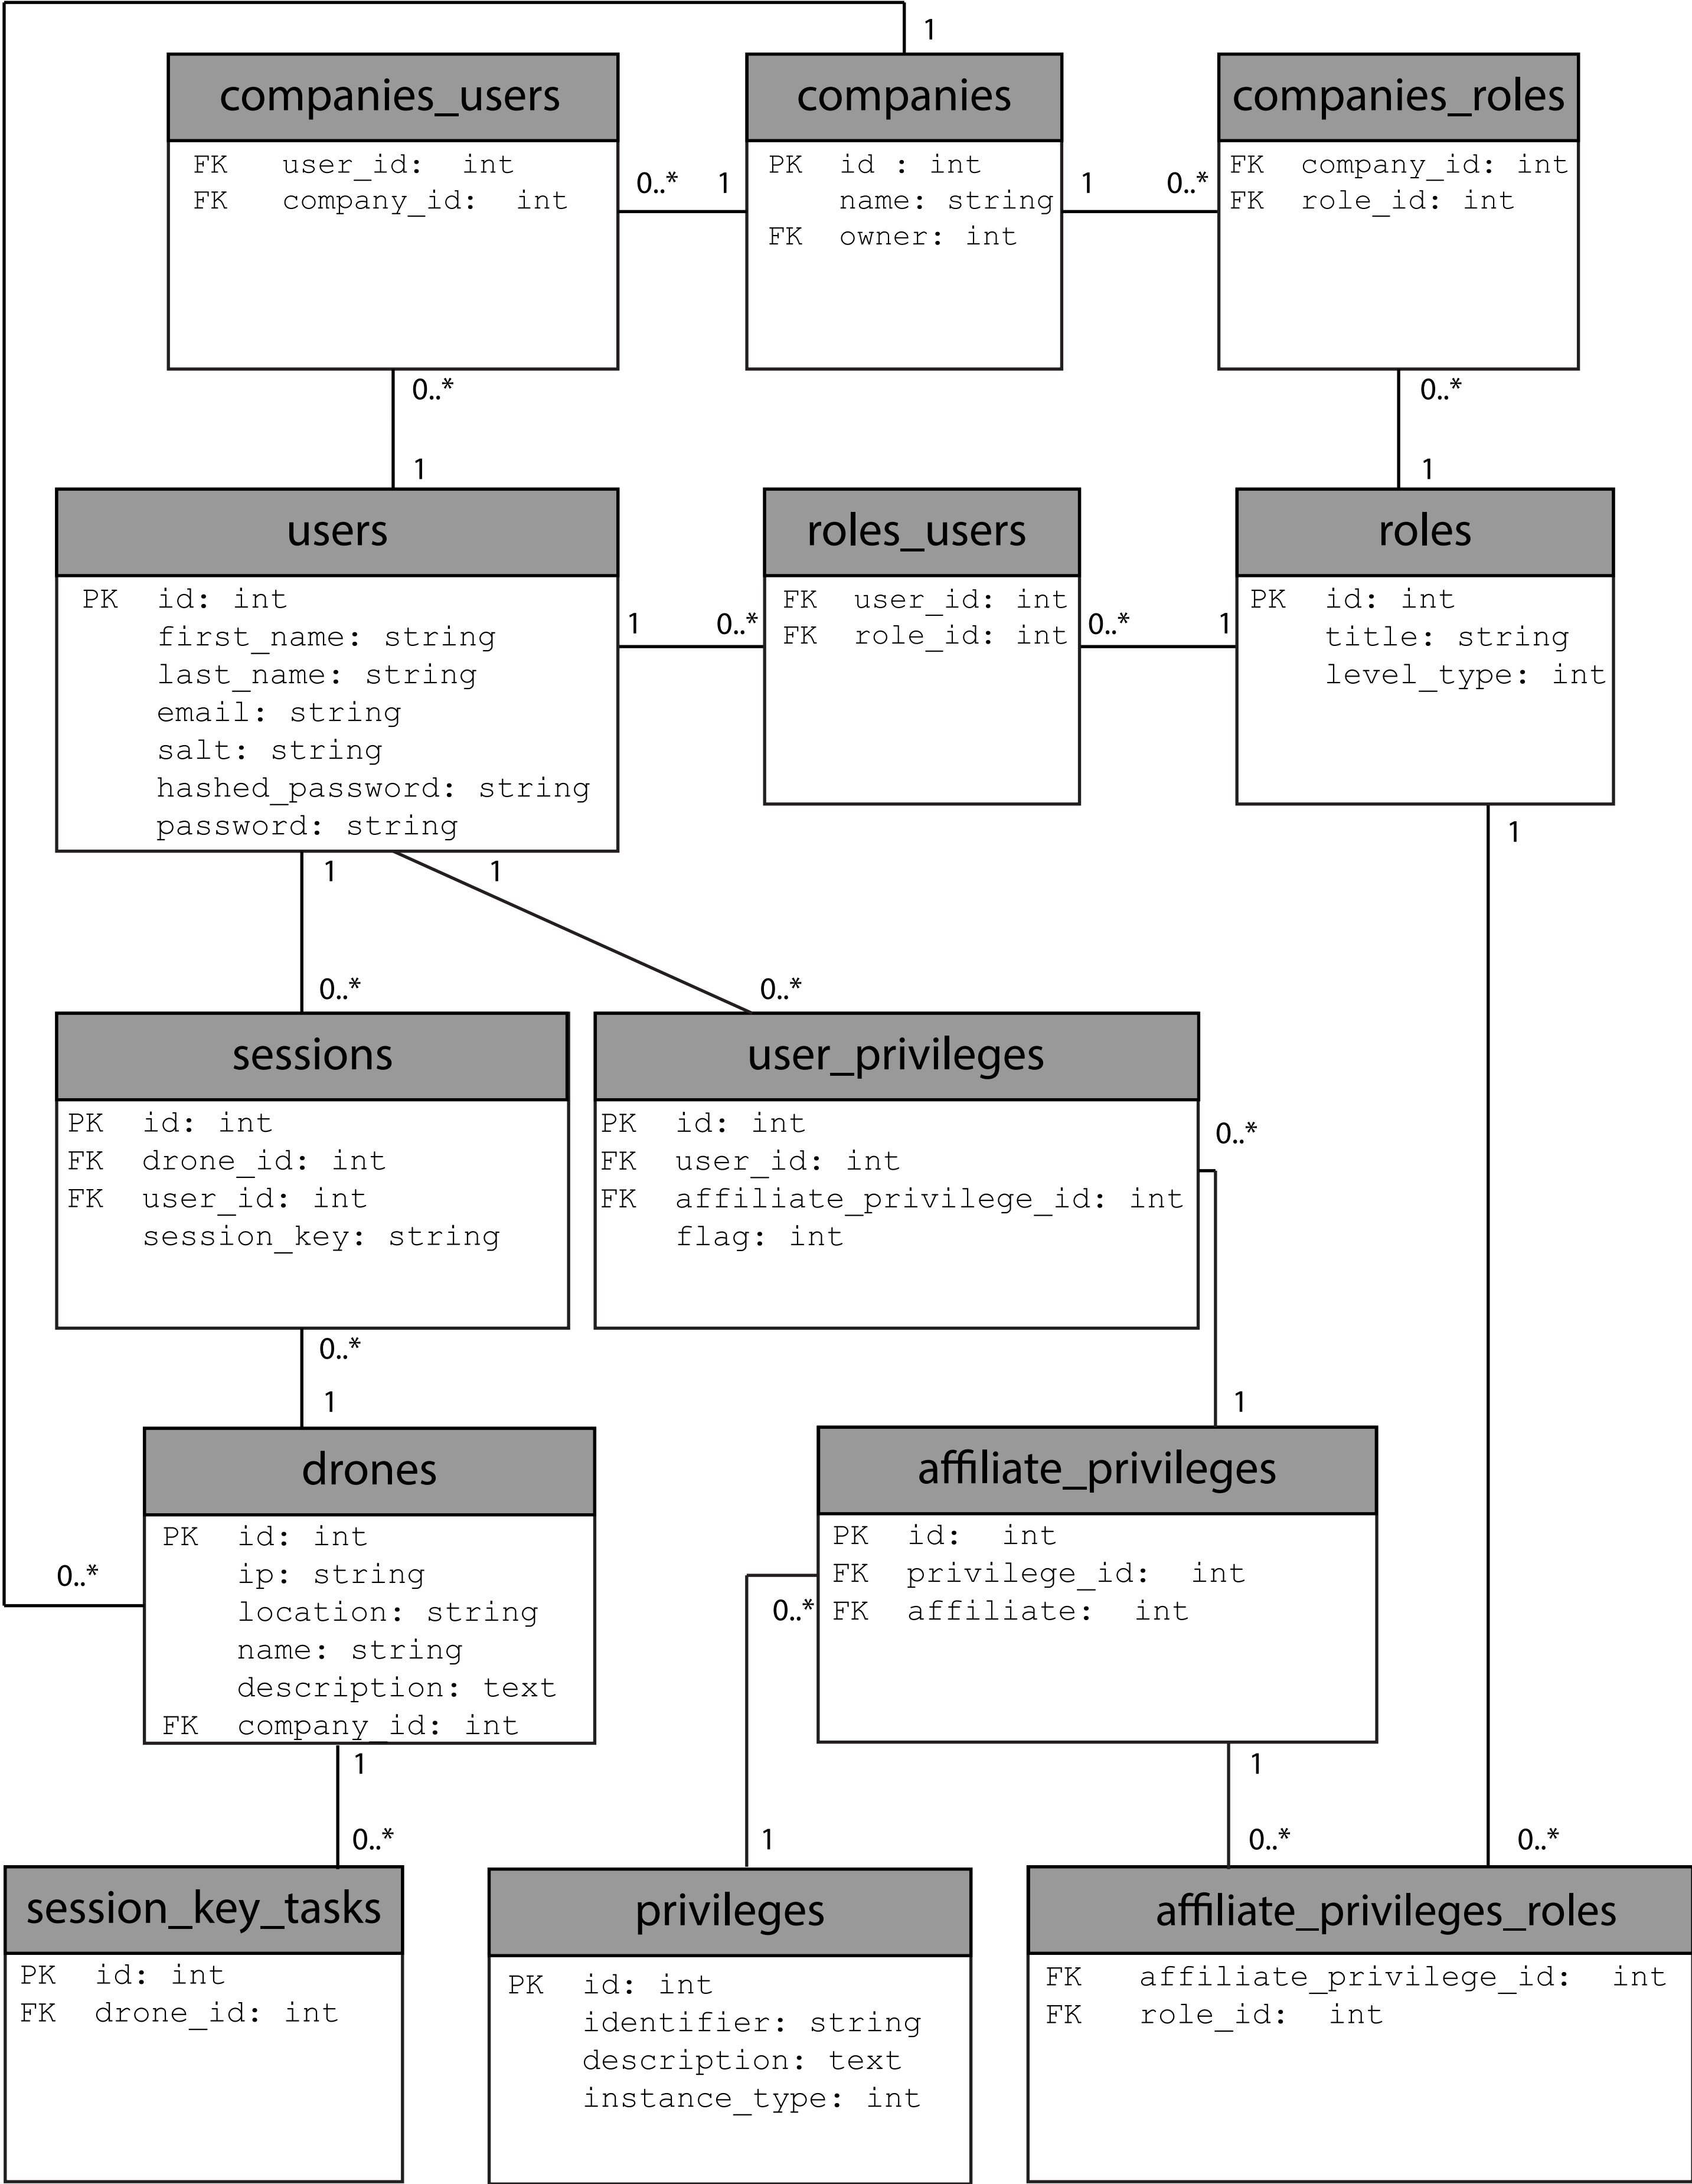 1
companies_users
FK user_id: int
FK company_id: int
0..* 1
companies
PK id : int
name: string
FK owner: int
1 0..*
companies_roles
FK company_id: int
FK role_id: int
0..*
1
0..*
1
users
PK id: int
first_name: string
last_name: string
email: string
salt: string
hashed_password: string
password: string
1 0..*
roles_users
FK user_id: int
FK role_id: int
0..* 1
roles
PK id: int
title: string
level_type: int
1
1
1
0..*
0..*
sessions
PK id: int
FK drone_id: int
FK user_id: int
session_key: string
user_privileges
PK id: int
FK user_id: int
FK affiliate_privilege_id: int
flag: int
0..*
0..*
1
1
drones
PK id: int
ip: string
location: string
name: string
description: text
FK company_id: int
0..*
affiliate_privileges
PK id: int
FK privilege_id: int
FK affiliate: int
0..*
1
1
0..*
1
0..*
0..*
session_key_tasks
PK id: int
FK drone_id: int
privileges
PK id: int
identifier: string
description: text
instance_type: int
affiliate_privileges_roles
FK affiliate_privilege_id: int
FK role_id: int